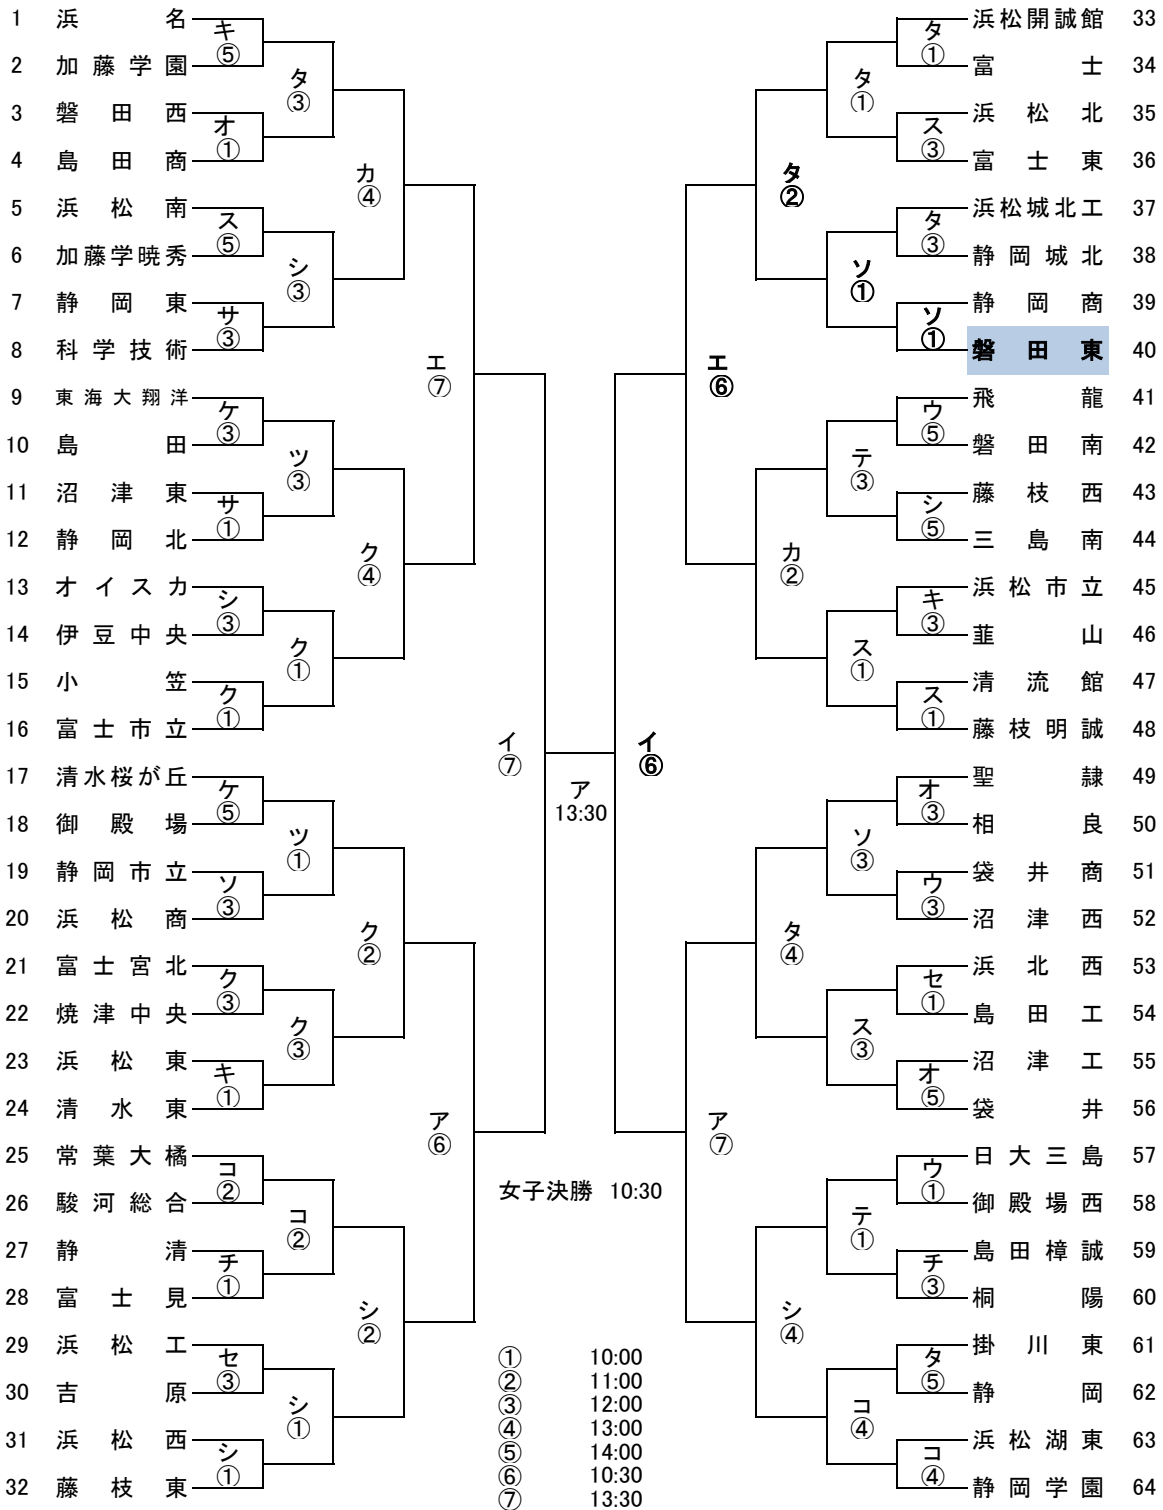 1 浜名
キ
⑤
2 加藤学園
タ
③
3 磐田西
オ
①
4 島田商
カ
④
5 浜松南
ス
⑤
6 加藤学暁秀
シ
③
7 静岡東
サ
③
8 科学技術
エ
⑦
9 東海大翔洋
ケ
③
10 島田
ツ
③
11 沼津東
サ
①
12 静岡北
ク
④
13 オイスカ
シ
③
14 伊豆中央
ク
①
15 小笠
ク
①
16 富士市立
イ
⑦
17 清水桜が丘
ケ
⑤
18 御殿場
ツ
①
19 静岡市立
ソ
③
20 浜松商
ク
②
21 富士宮北
ク
③
22 焼津中央
ク
③
23 浜松東
キ
①
24 清水東
ア
⑥
25 常葉大橘
コ
②
26 駿河総合
コ
②
27 静清
チ
①
28 富士見
シ
②
29 浜松工
セ
③
30 吉原
シ
①
31 浜松西
シ
①
32 藤枝東
ア
13:30
女子決勝 10:30
① 10:00
② 11:00
③ 12:00
④ 13:00
⑤ 14:00
⑥ 10:30
⑦ 13:30
浜松開誠館 33
タ
①
富士 34
タ
①
浜松北 35
ス
③
富士東 36
タ
②
浜松城北工 37
タ
③
静岡城北 38
ソ
①
静岡商 39
ソ
①
磐田東 40
エ
⑥
飛龍 41
ウ
⑤
磐田南 42
テ
③
藤枝西 43
シ
⑤
三島南 44
カ
②
浜松市立 45
キ
③
韮山 46
ス
①
清流館 47
ス
①
藤枝明誠 48
イ
⑥
聖隷 49
オ
③
相良 50
ソ
③
袋井商 51
ウ
③
沼津西 52
タ
④
浜北西 53
セ
①
島田工 54
ス
③
沼津工 55
オ
⑤
袋井 56
ア
⑦
日大三島 57
ウ
①
御殿場西 58
テ
①
島田樟誠 59
チ
③
桐陽 60
シ
④
掛川東 61
タ
⑤
静岡 62
コ
④
浜松湖東 63
コ
④
静岡学園 64